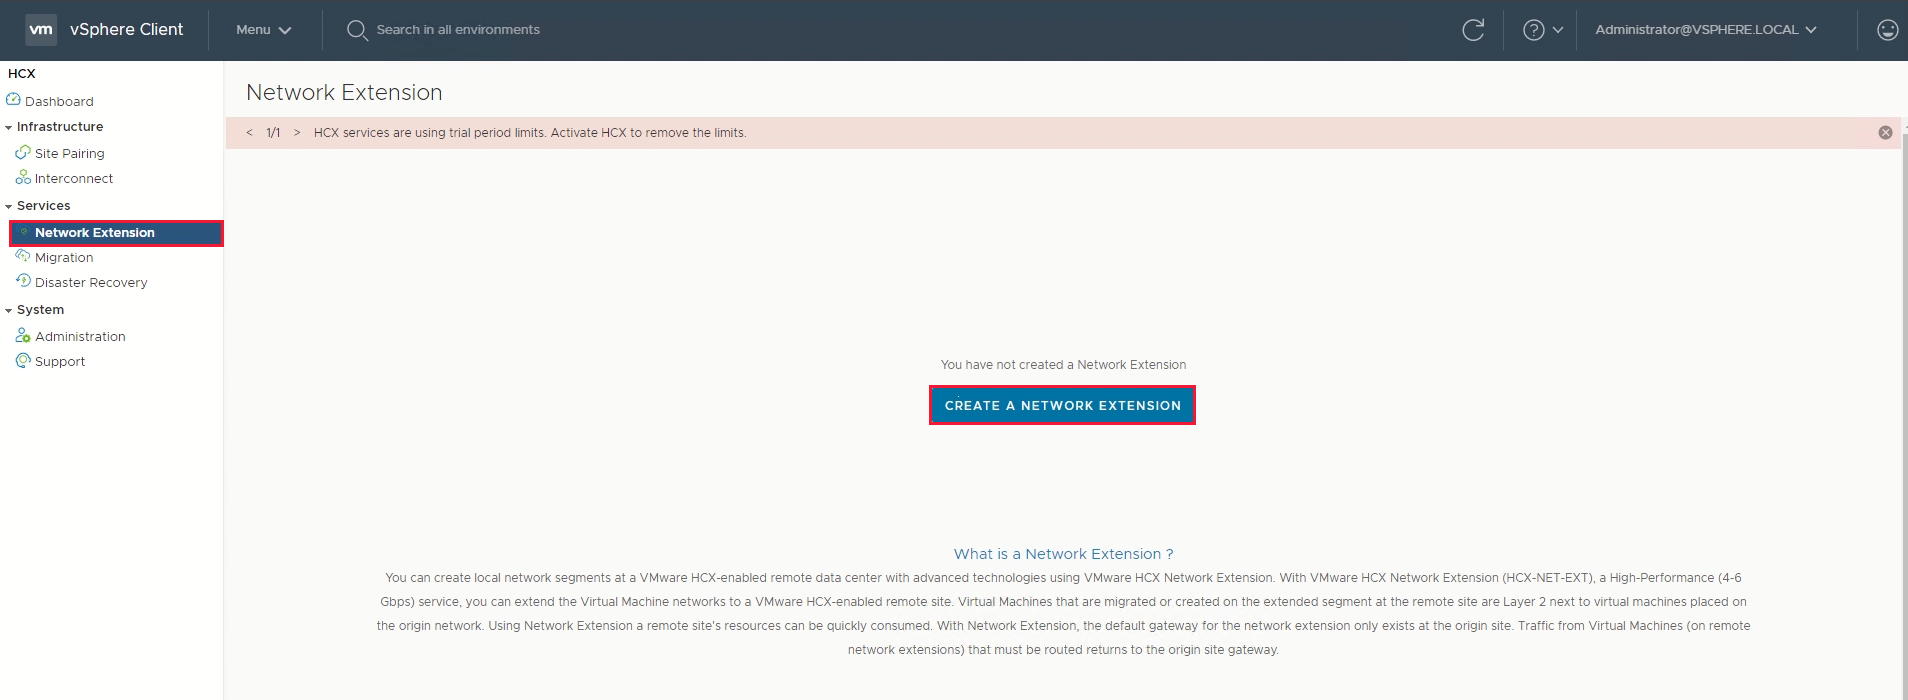 vm vSphere Client Menu Search in all environments ? Administrator@VSPHERE.LOCAL
HCX
Dashboard
Infrastructure
Site Pairing
Interconnect
Services
Network Extension
Migration
Disaster Recovery
System
Administration
Support
Network Extension
< 1/1 > HCX services are using trial period limits. Activate HCX to remove the limits.
You have not created a Network Extension
CREATE A NETWORK EXTENSION
What is a Network Extension ?
You can create local network segments at a VMware HCX-enabled remote data center with advanced technologies using VMware HCX Network Extension. With VMware HCX Network Extension (HCX-NET-EXT), a High-Performance (4-6
Gbps) service, you can extend the Virtual Machine networks to a VMware HCX-enabled remote site. Virtual Machines that are migrated or created on the extended segment at the remote site are Layer 2 next to virtual machines placed on
the origin network. Using Network Extension a remote site's resources can be quickly consumed. With Network Extension, the default gateway for the network extension only exists at the origin site. Traffic from Virtual Machines (on remote
network extensions) that must be routed returns to the origin site gateway.